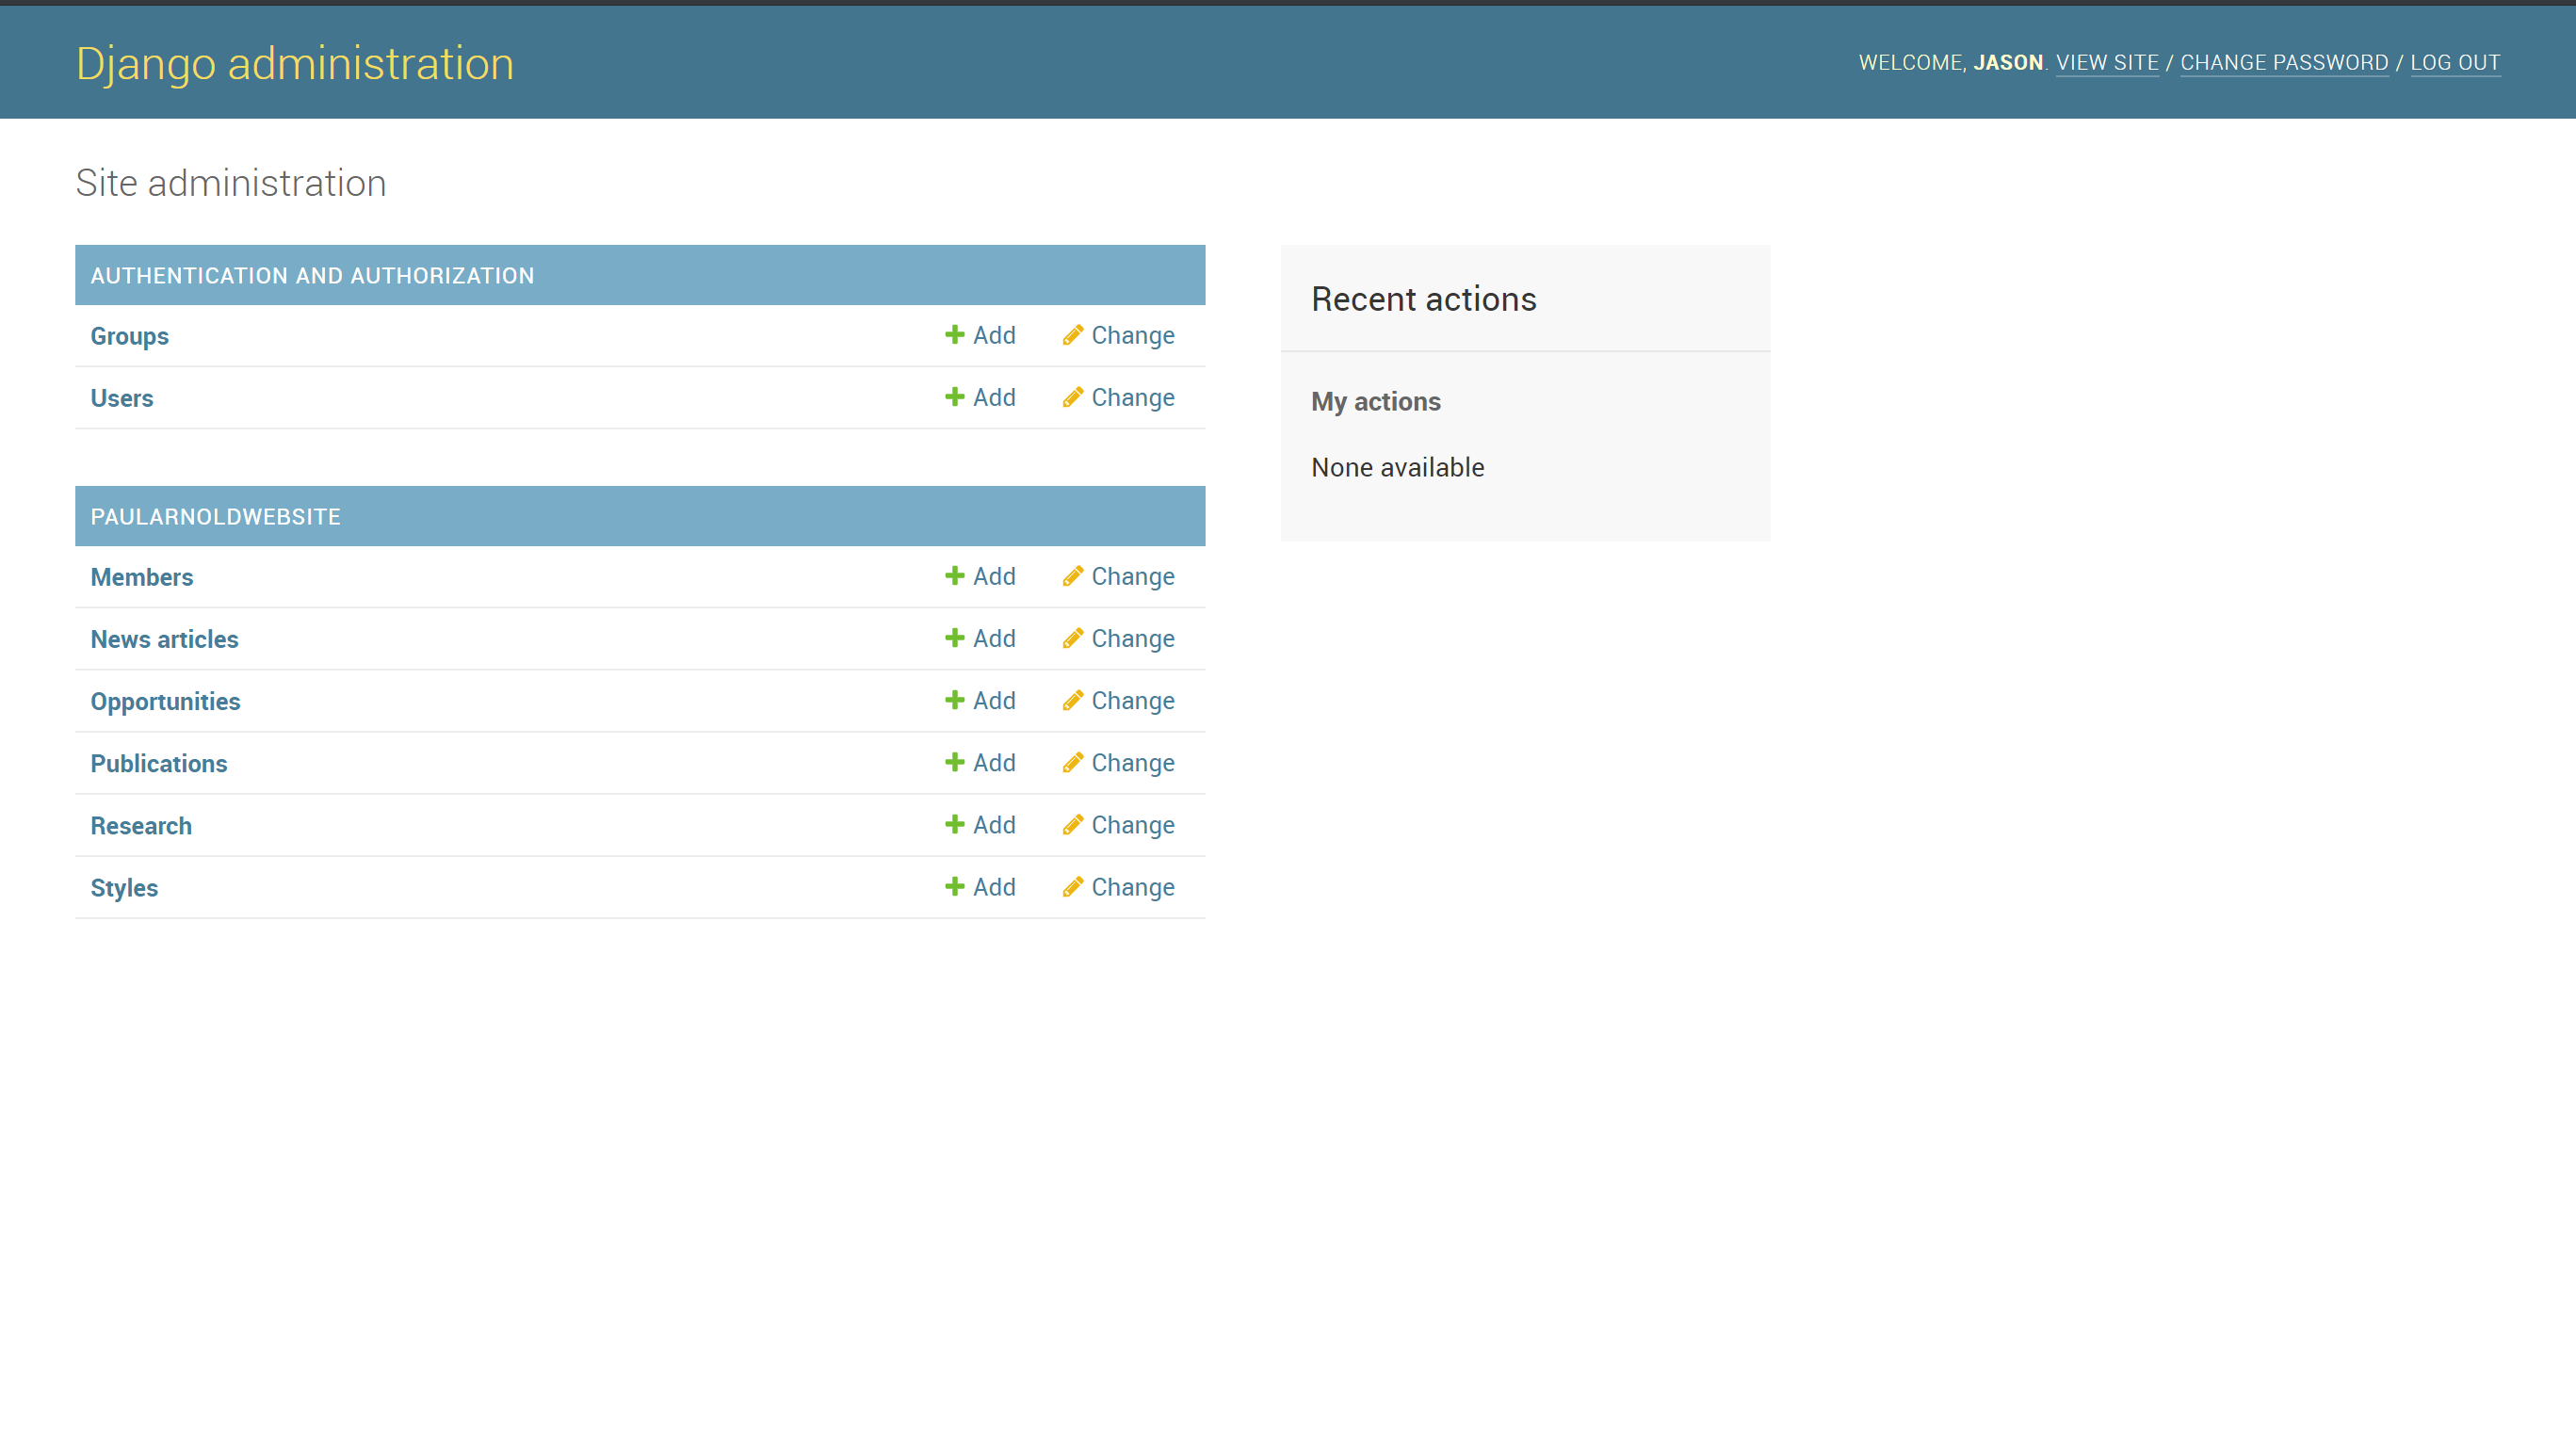 Django administration
WELCOME, JASON. VIEW SITE / CHANGE PASSWORD / LOG OUT
Site administration
AUTHENTICATION AND AUTHORIZATION
Groups Add Change
Users Add Change
PAULARNOLDWEBSITE
Members Add Change
News articles Add Change
Opportunities Add Change
Publications Add Change
Research Add Change
Styles Add Change
Recent actions
My actions
None available